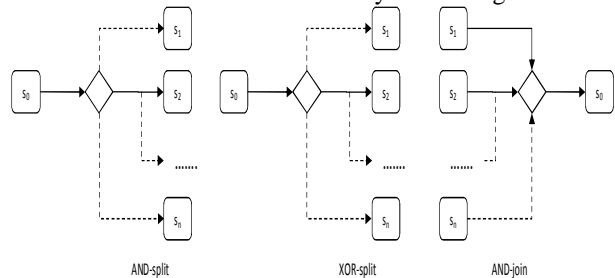 s1 s1 s1
s0 s2 s0 s2 s2 s0
....... ....... .......
sn sn sn
AND-split XOR-split AND-join